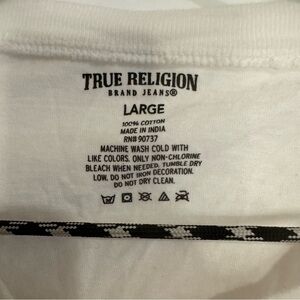 TRUE RELIGION
BRAND JEANS®
LARGE
100% COTTON
MADE IN INDIA
RN# 90737
MACHINE WASH COLD WITH
LIKE COLORS. ONLY NON-CHLORINE
BLEACH WHEN NEEDED. TUMBLE DRY
LOW. DO NOT IRON DECORATION.
DO NOT DRY CLEAN.